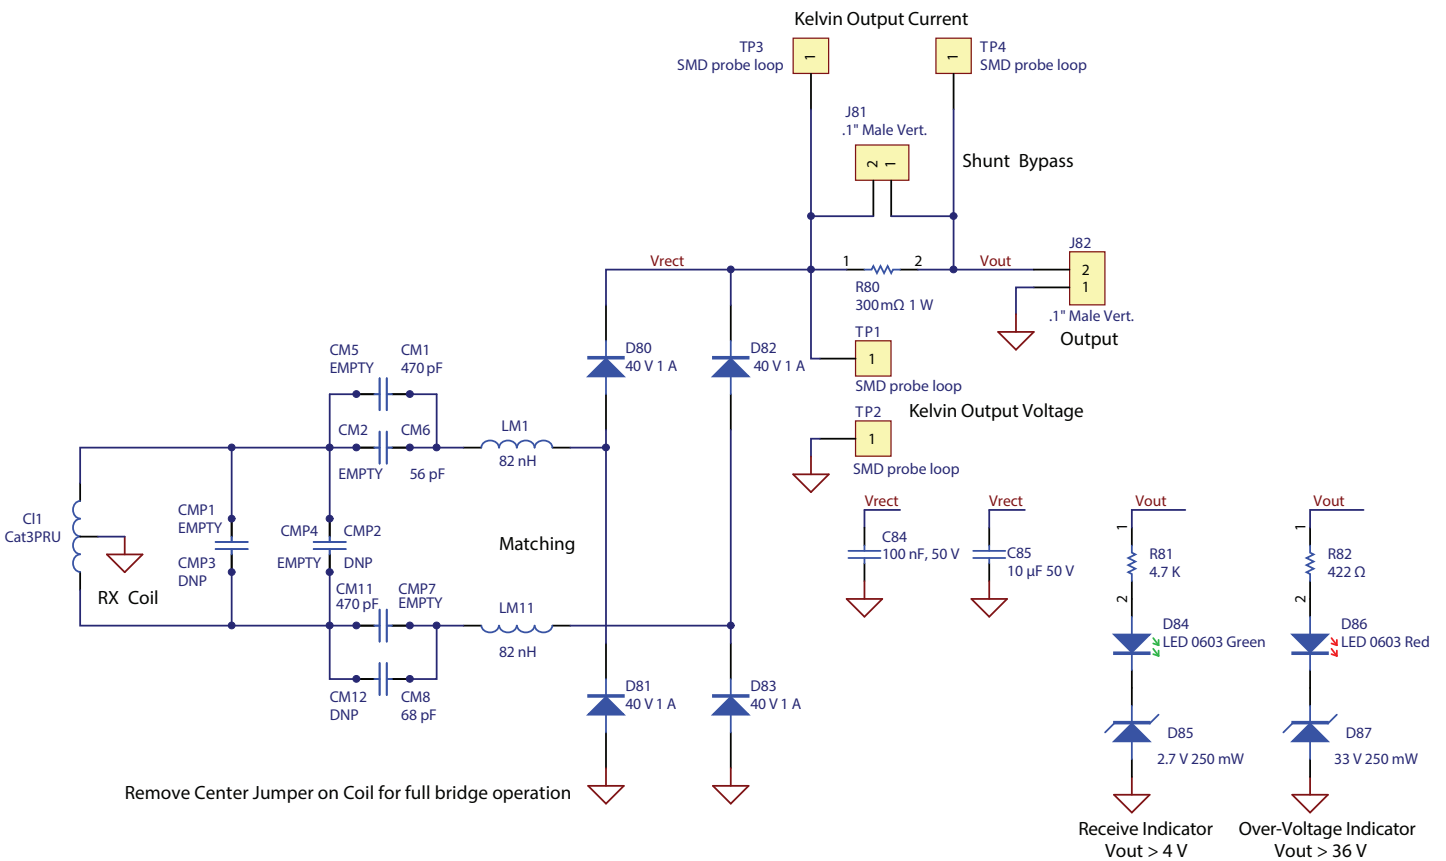 Kelvin Output Current
TP3
SMD probe loop
1
1
TP4
SMD probe loop
J81
.1" Male Vert.
2 1
Shunt Bypass
J82
Vrect
1
2
Vout
2
1
R80
300mΩ 1 W
.1" Male Vert.
Output
TP1
1
SMD probe loop
Kelvin Output Voltage
TP2
1
SMD probe loop
D80
40 V 1 A
D82
40 V 1 A
CM5
EMPTY
CM1
470 pF
CM2
CM6
EMPTY
56 pF
LM1
82 nH
Cl1
Cat3PRU
RX Coil
CMP1
EMPTY
CMP3
DNP
CMP4
EMPTY
CMP2
DNP
Matching
CM11
470 pF
CMP7
EMPTY
LM11
82 nH
CM12
DNP
CM8
68 pF
D81
40 V 1 A
D83
40 V 1 A
Remove Center Jumper on Coil for full bridge operation
Vrect
C84
100 nF, 50 V
Vrect
C85
10 µF 50 V
Vout
1
R81
4.7 K
2
D84
LED 0603 Green
D85
2.7 V 250 mW
Receive Indicator
Vout > 4 V
Vout
1
R82
422 Ω
2
D86
LED 0603 Red
D87
33 V 250 mW
Over-Voltage Indicator
Vout > 36 V